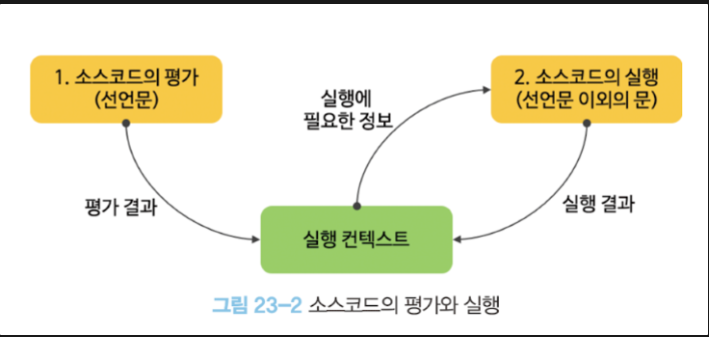 1. 소스코드의 평가
(선언문)
2. 소스코드의 실행
(선언문 이외의 문)
실행에
필요한 정보
평가 결과
실행 결과
실행 컨텍스트
그림 23-2 소스코드의 평가와 실행